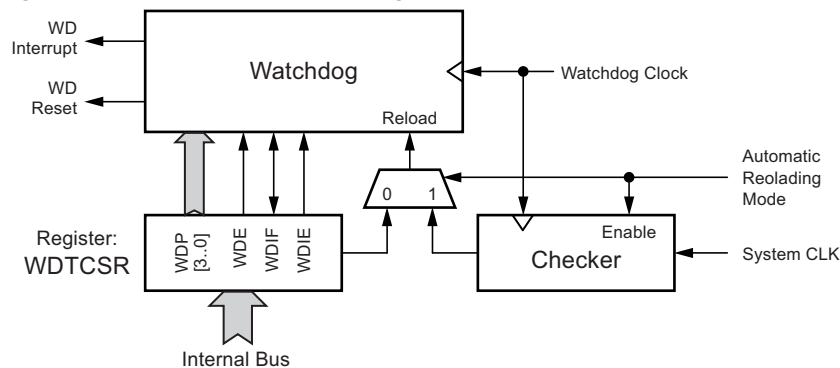 WD
Interrupt
WD
Reset
Watchdog
Reload
Watchdog Clock
Automatic
Reolading
Mode
0 1
Register:
WDTCSR
WDP
[3..0]
WDE
WDIF
WDIE
Enable
Checker
System CLK
Internal Bus